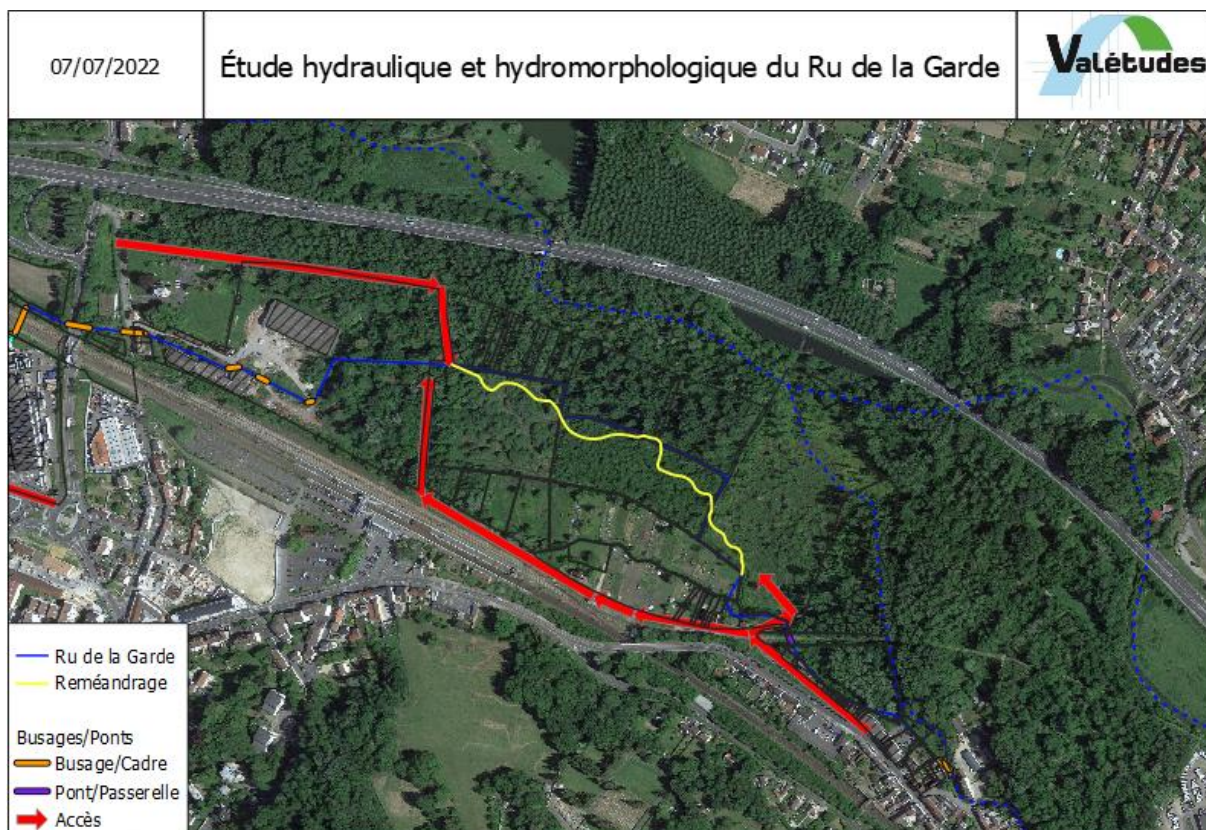 07/07/2022
Étude hydraulique et hydromorphologique du Ru de la Garde
Valétudes
Ru de la Garde
Reméandrage
Busages/Ponts
Busage/Cadre
Pont/Passerelle
Accès